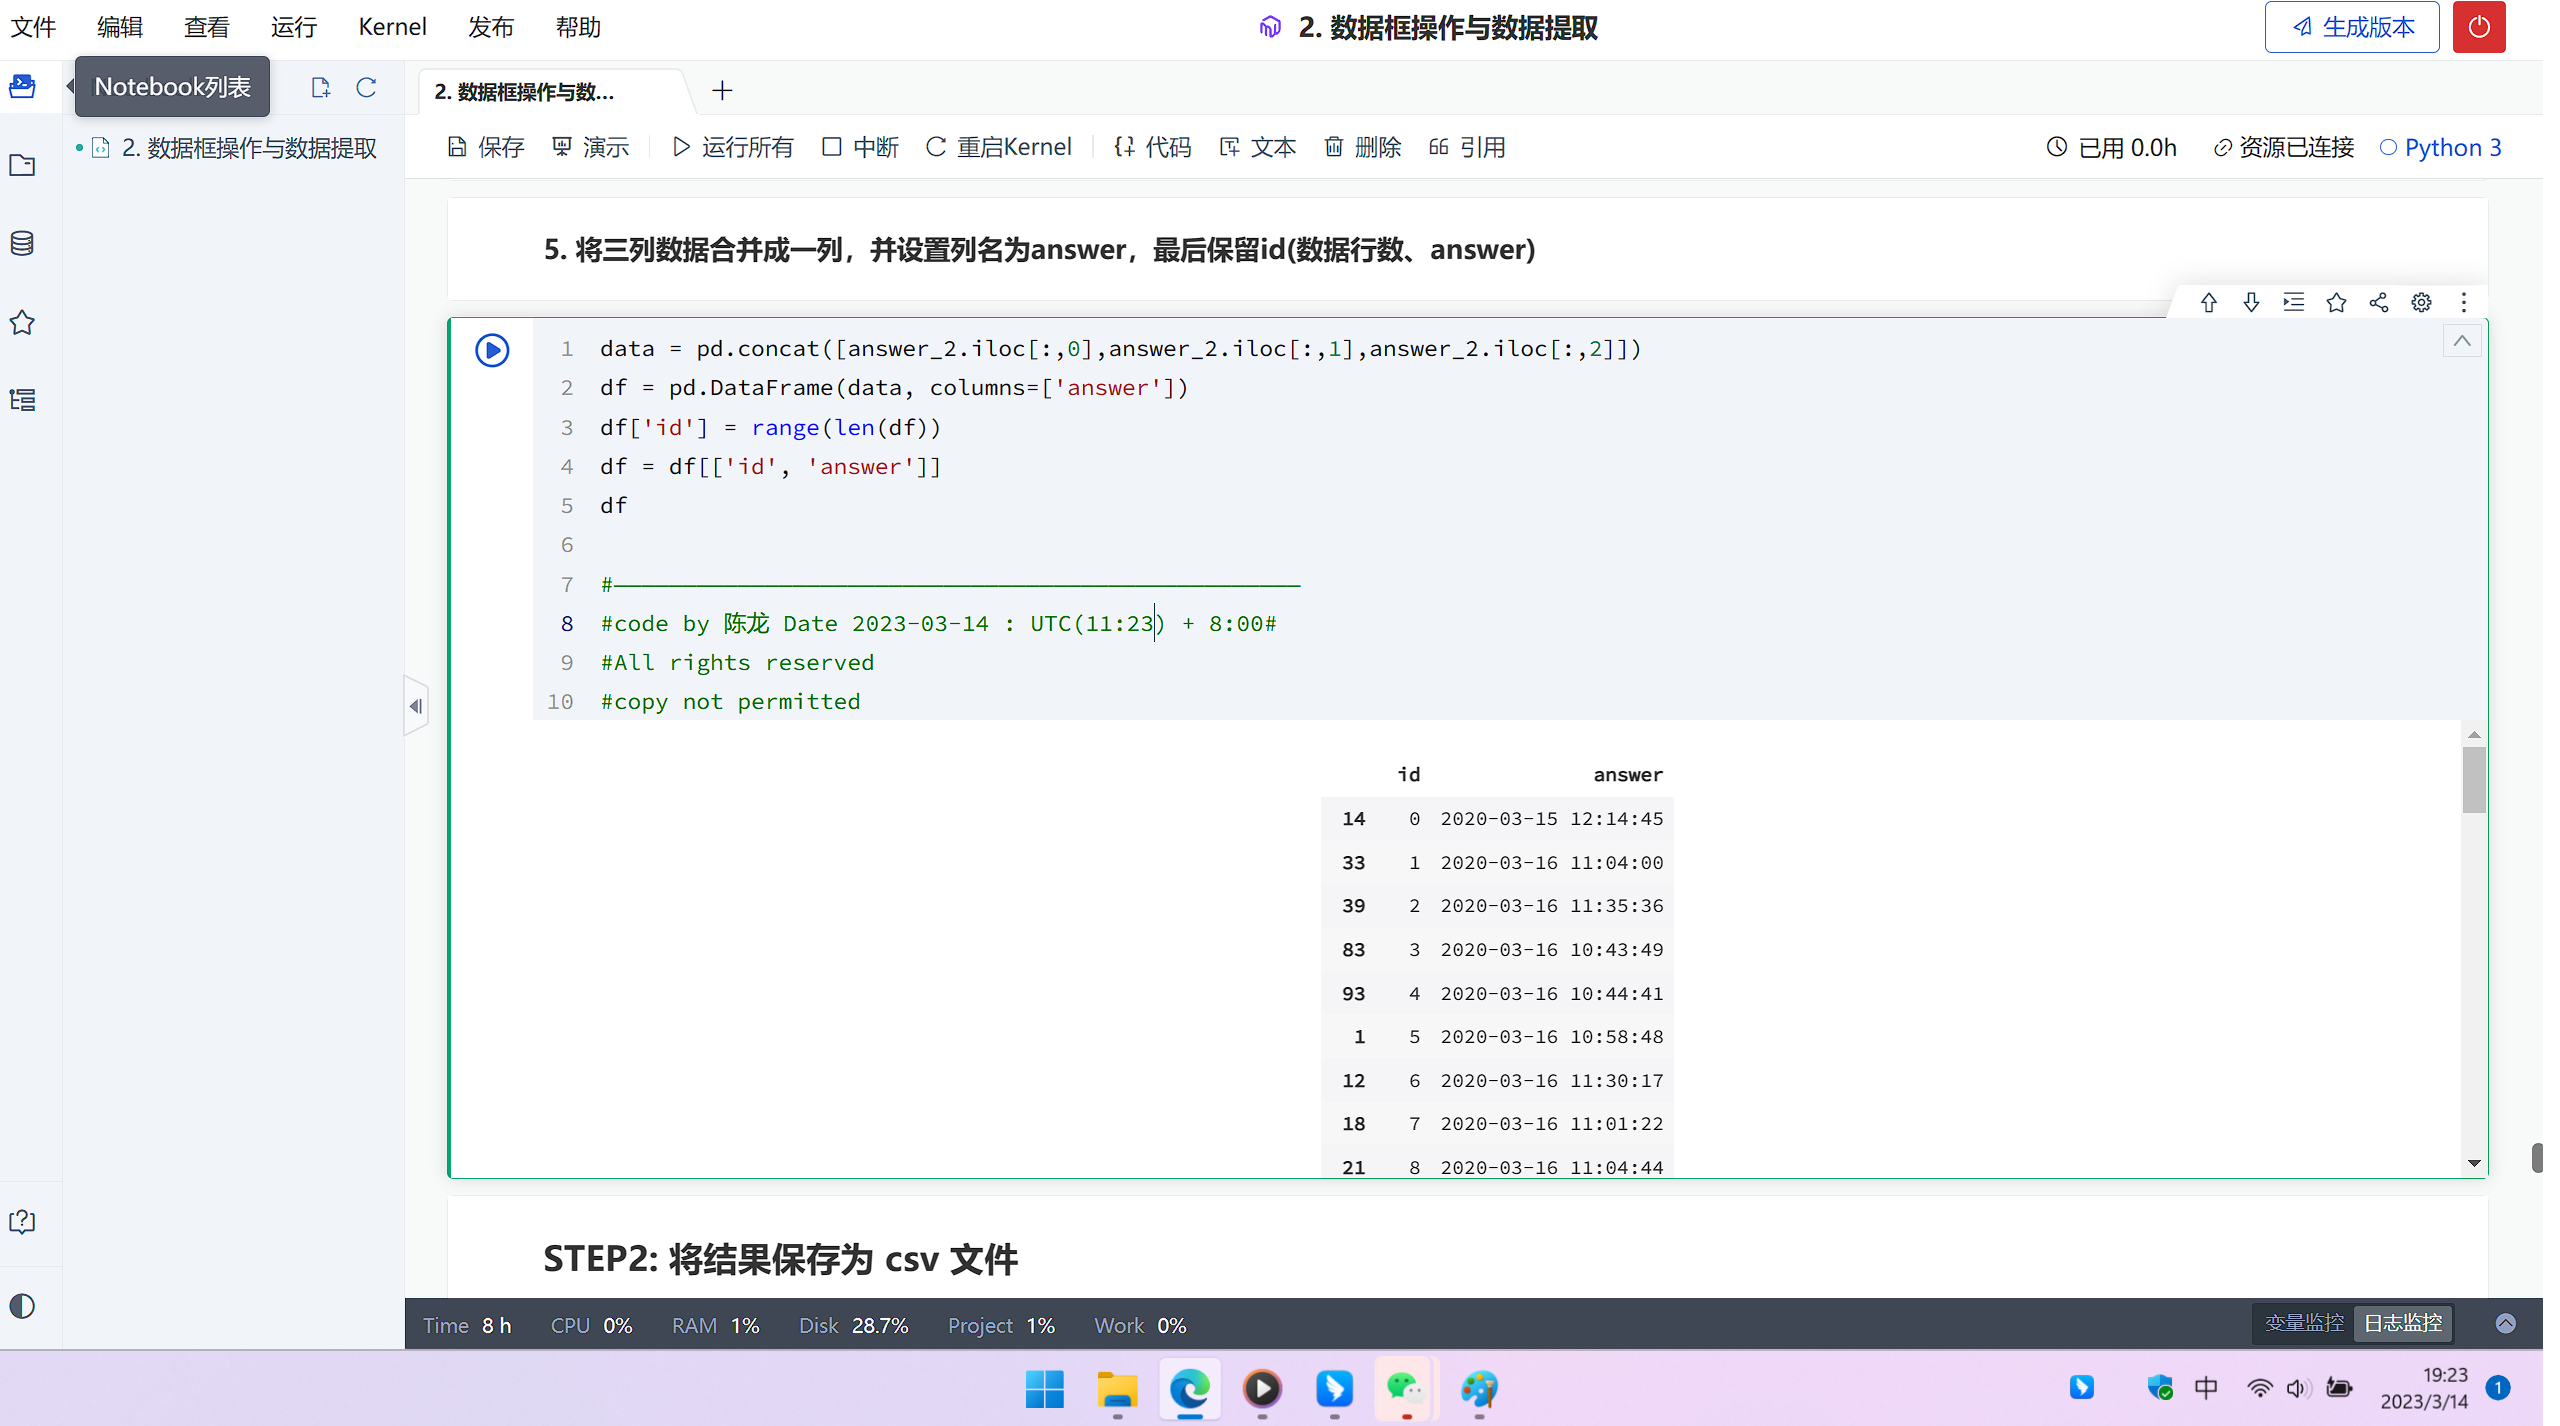 文件 编辑 查看 运行 Kernel 发布 帮助
2. 数据框操作与数据提取
生成版本
Notebook列表
2. 数据框操作与数据提取
2. 数据框操作与数...
保存 演示 运行所有 中断 重启Kernel 代码 文本 删除 引用
已用 0.0h 资源已连接 Python 3
5. 将三列数据合并成一列，并设置列名为answer，最后保留id(数据行数、answer)
1 data = pd.concat([answer_2.iloc[:,0],answer_2.iloc[:,1],answer_2.iloc[:,2]])
2 df = pd.DataFrame(data, columns=['answer'])
3 df['id'] = range(len(df))
4 df = df[['id', 'answer']]
5 df
6
7 #——————————————————————————————————————————————————
8 #code by 陈龙 Date 2023-03-14 : UTC(11:23) + 8:00#
9 #All rights reserved
10 #copy not permitted
id answer
14 0 2020-03-15 12:14:45
33 1 2020-03-16 11:04:00
39 2 2020-03-16 11:35:36
83 3 2020-03-16 10:43:49
93 4 2020-03-16 10:44:41
1 5 2020-03-16 10:58:48
12 6 2020-03-16 11:30:17
18 7 2020-03-16 11:01:22
21 8 2020-03-16 11:04:44
STEP2: 将结果保存为 csv 文件
Time 8 h CPU 0% RAM 1% Disk 28.7% Project 1% Work 0%
变量监控 日志监控
中
19:23
2023/3/14
1